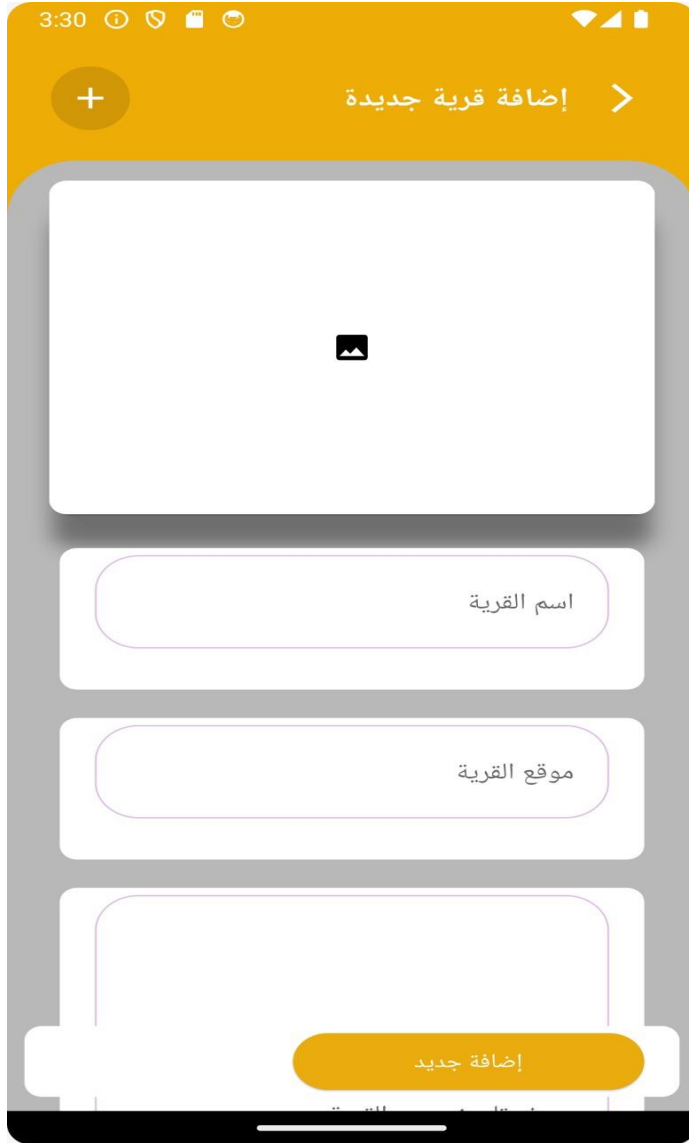 3:30
إضافة قرية جديدة
اسم القرية
موقع القرية
إضافة جديد